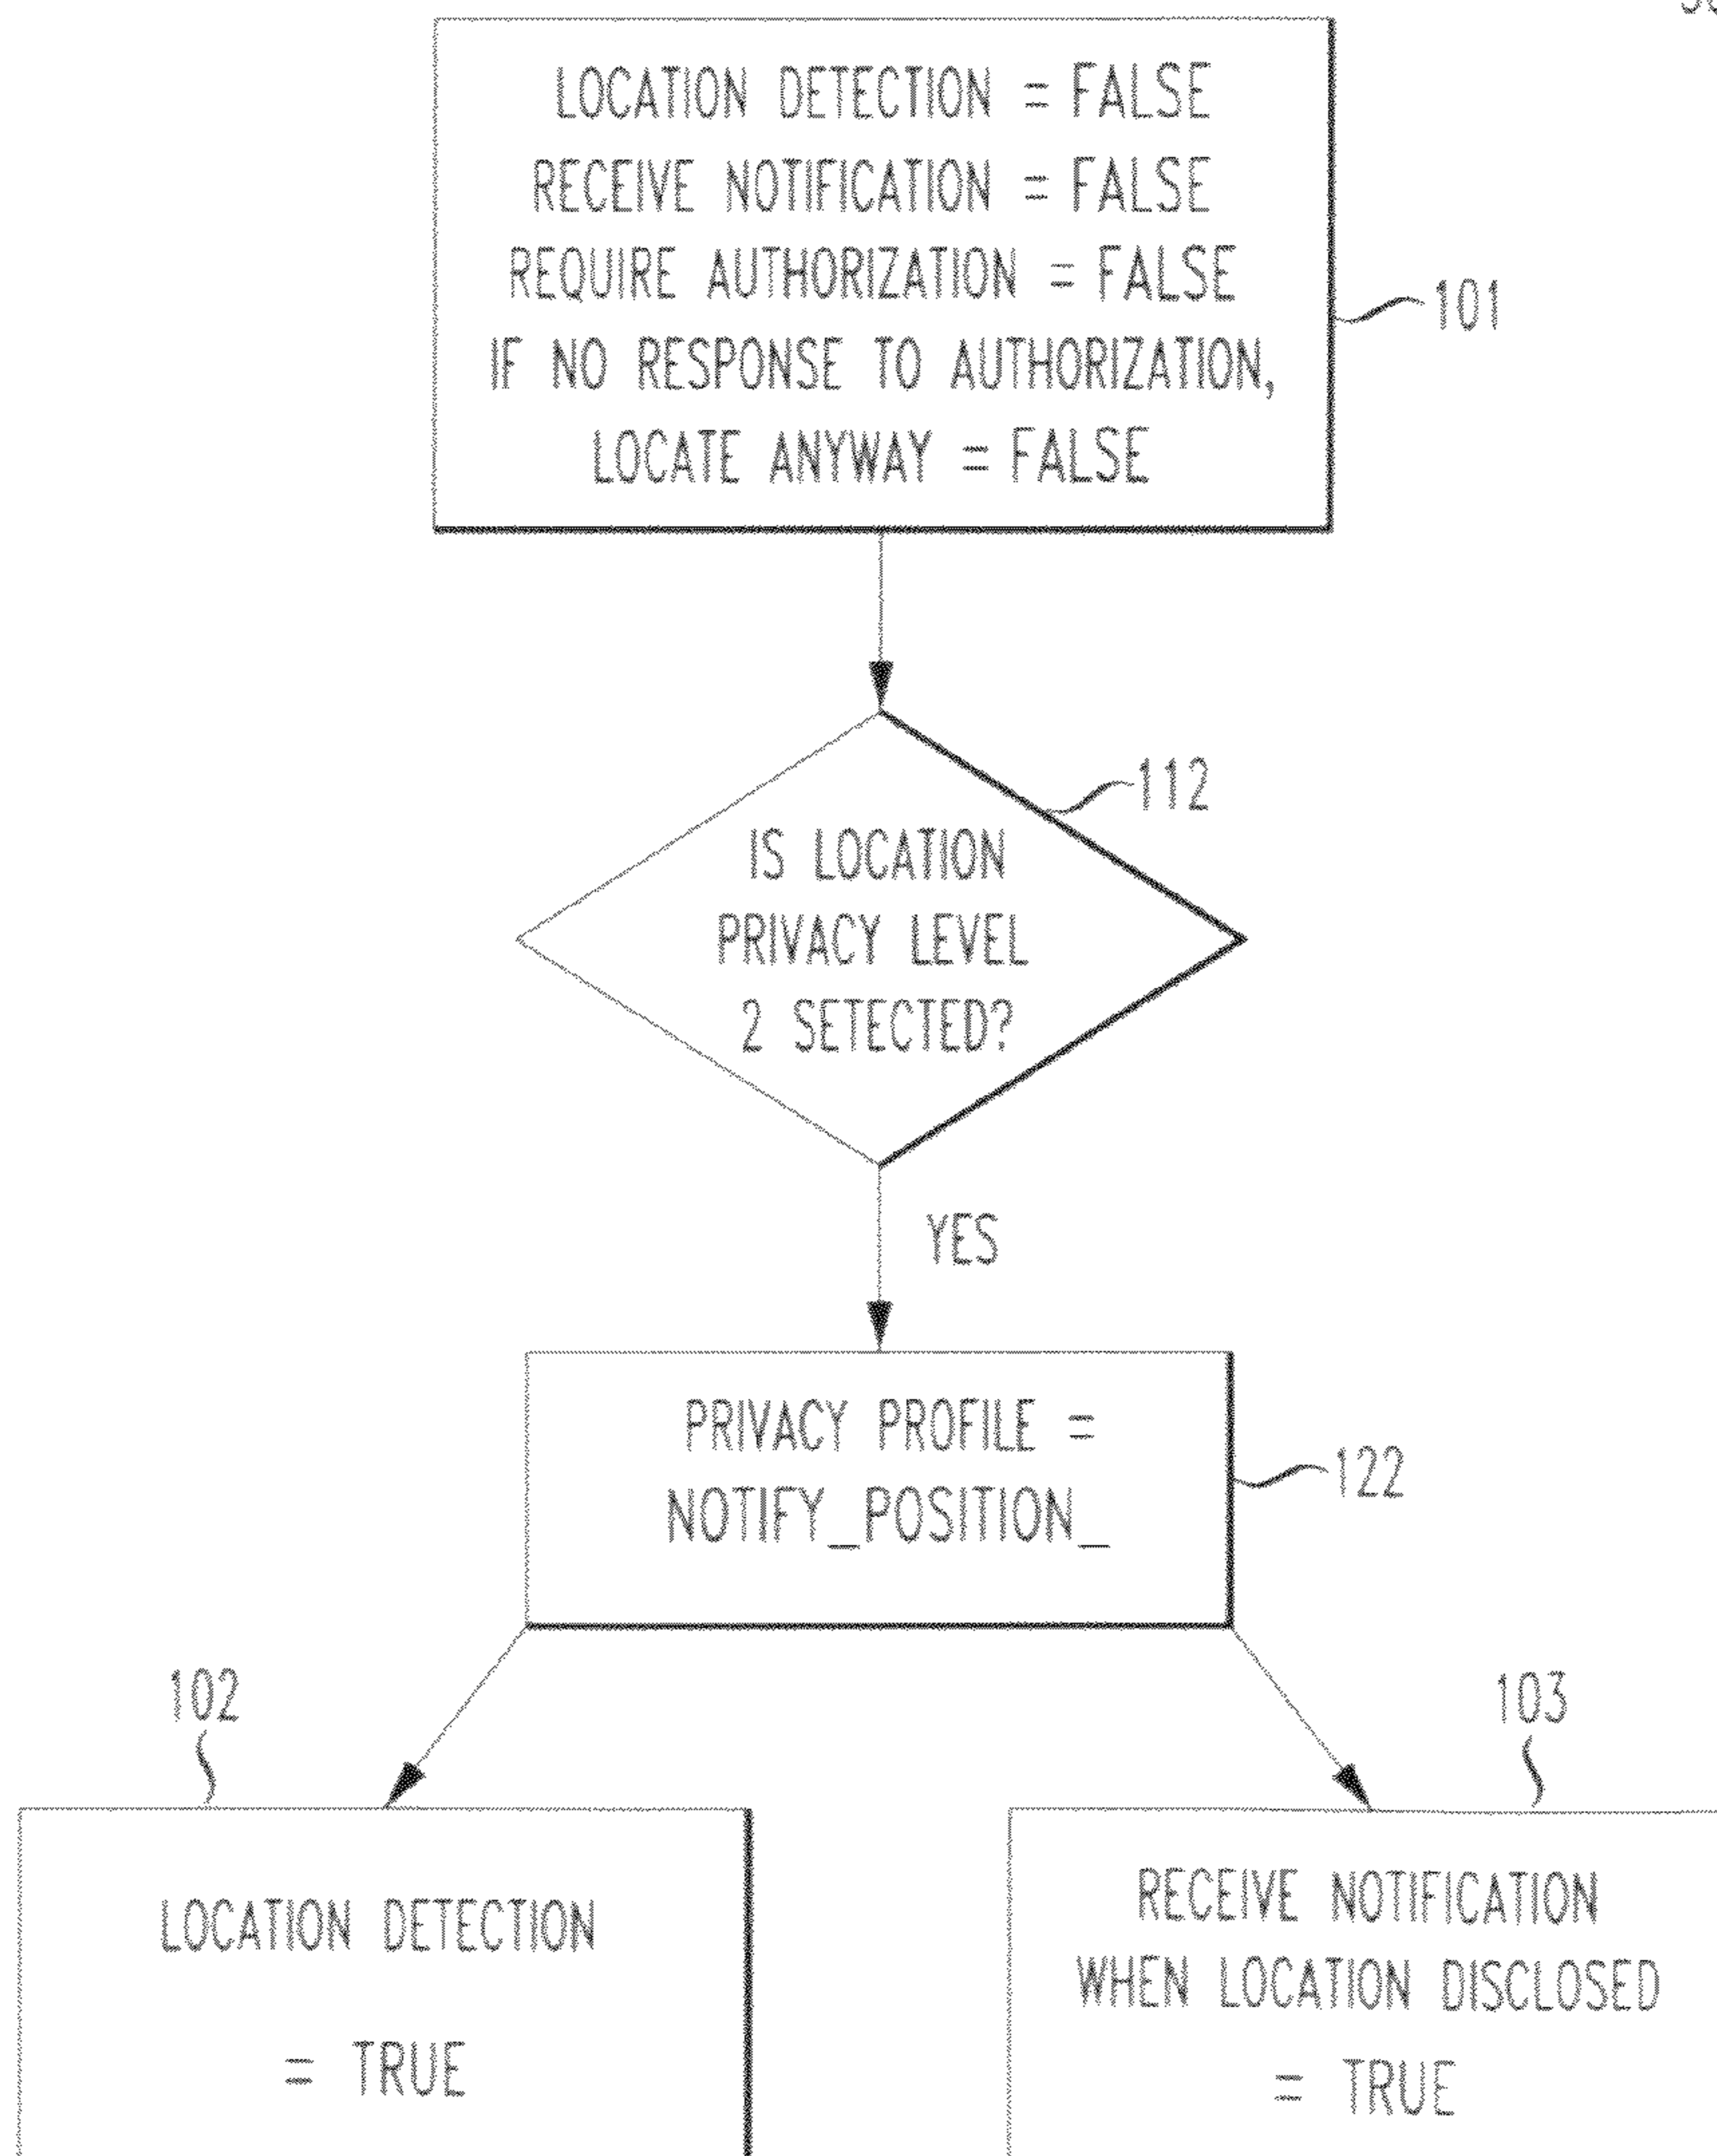 LOCATION DETECTION = FALSE
RECEIVE NOTIFICATION = FALSE
REQUIRE AUTHORIZATION = FALSE
IF NO RESPONSE TO AUTHORIZATION,
LOCATE ANYWAY = FALSE
101
112
IS LOCATION
PRIVACY LEVEL
2 SETECTED?
YES
PRIVACY PROFILE =
NOTIFY_POSITION_
122
102
103
LOCATION DETECTION
= TRUE
RECEIVE NOTIFICATION
WHEN LOCATION DISCLOSED
= TRUE